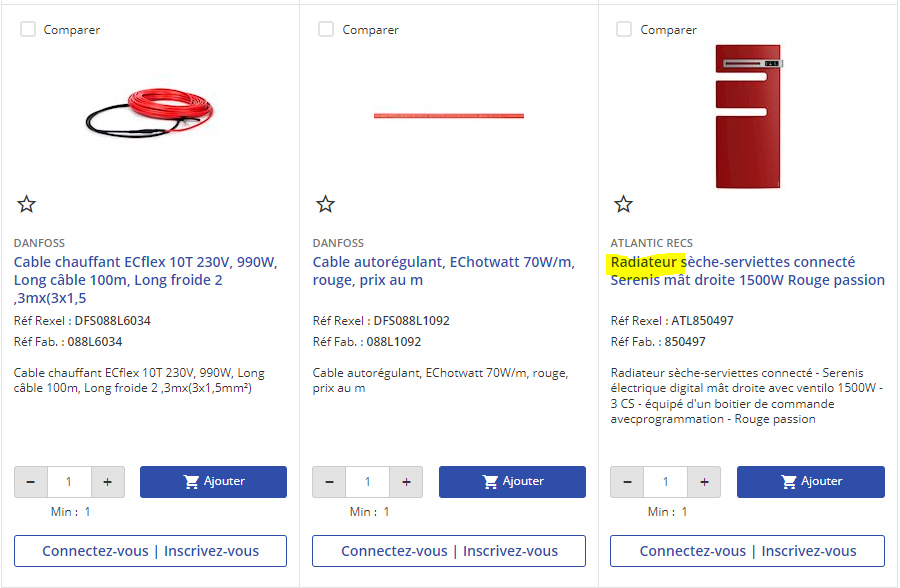 Comparer
DANFOSS
Cable chauffant ECflex 10T 230V, 990W,
Long câble 100m, Long froide 2
,3mx(3x1,5
Réf Rexel : DFS088L6034
Réf Fab. : 088L6034
Cable chauffant ECflex 10T 230V, 990W, Long
câble 100m, Long froide 2 ,3mx(3x1,5mm²)
− 1 +
Ajouter
Min : 1
Connectez-vous | Inscrivez-vous
Comparer
DANFOSS
Cable autorégulant, EChotwatt 70W/m,
rouge, prix au m
Réf Rexel : DFS088L1092
Réf Fab. : 088L1092
Cable autorégulant, EChotwatt 70W/m, rouge,
prix au m
− 1 +
Ajouter
Min : 1
Connectez-vous | Inscrivez-vous
Comparer
ATLANTIC RECS
Radiateur sèche-serviettes connecté
Serenis mât droite 1500W Rouge passion
Réf Rexel : ATL850497
Réf Fab. : 850497
Radiateur sèche-serviettes connecté - Serenis
électrique digital mât droite avec ventilo 1500W -
3 CS - équipé d'un boitier de commande
avecprogrammation - Rouge passion
− 1 +
Ajouter
Min : 1
Connectez-vous | Inscrivez-vous